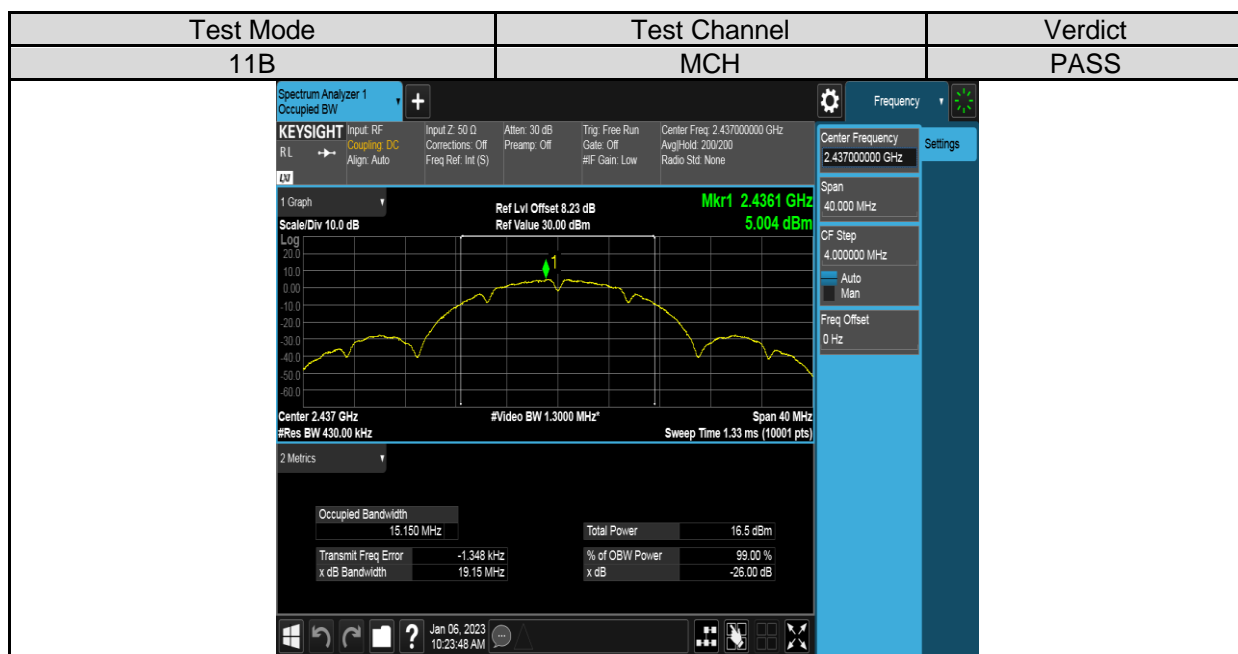 Test Mode Test Channel Verdict
11B MCH PASS
Spectrum Analyzer 1
Occupied BW
+
Frequency
KEYSIGHT Input: RF Input Z: 50 Ω Atten: 30 dB Trig: Free Run Center Freq: 2.437000000 GHz
RL Coupling: DC Corrections: Off Preamp: Off Gate: Off Avg|Hold: 200/200
Align: Auto Freq Ref: Int (S) #IF Gain: Low Radio Std: None
LXI
Center Frequency
2.437000000 GHz
Settings
Span
40.000 MHz
CF Step
4.000000 MHz
Auto
Man
Freq Offset
0 Hz
1 Graph Ref Lvl Offset 8.23 dB Mkr1 2.4361 GHz
Scale/Div 10.0 dB Ref Value 30.00 dBm 5.004 dBm
Log
20.0
10.0
0.00
-10.0
-20.0
-30.0
-40.0
-50.0
-60.0
1
Center 2.437 GHz #Video BW 1.3000 MHz* Span 40 MHz
#Res BW 430.00 kHz Sweep Time 1.33 ms (10001 pts)
2 Metrics
Occupied Bandwidth
15.150 MHz Total Power 16.5 dBm
Transmit Freq Error -1.348 kHz % of OBW Power 99.00 %
x dB Bandwidth 19.15 MHz x dB -26.00 dB
? Jan 06, 2023
10:23:48 AM